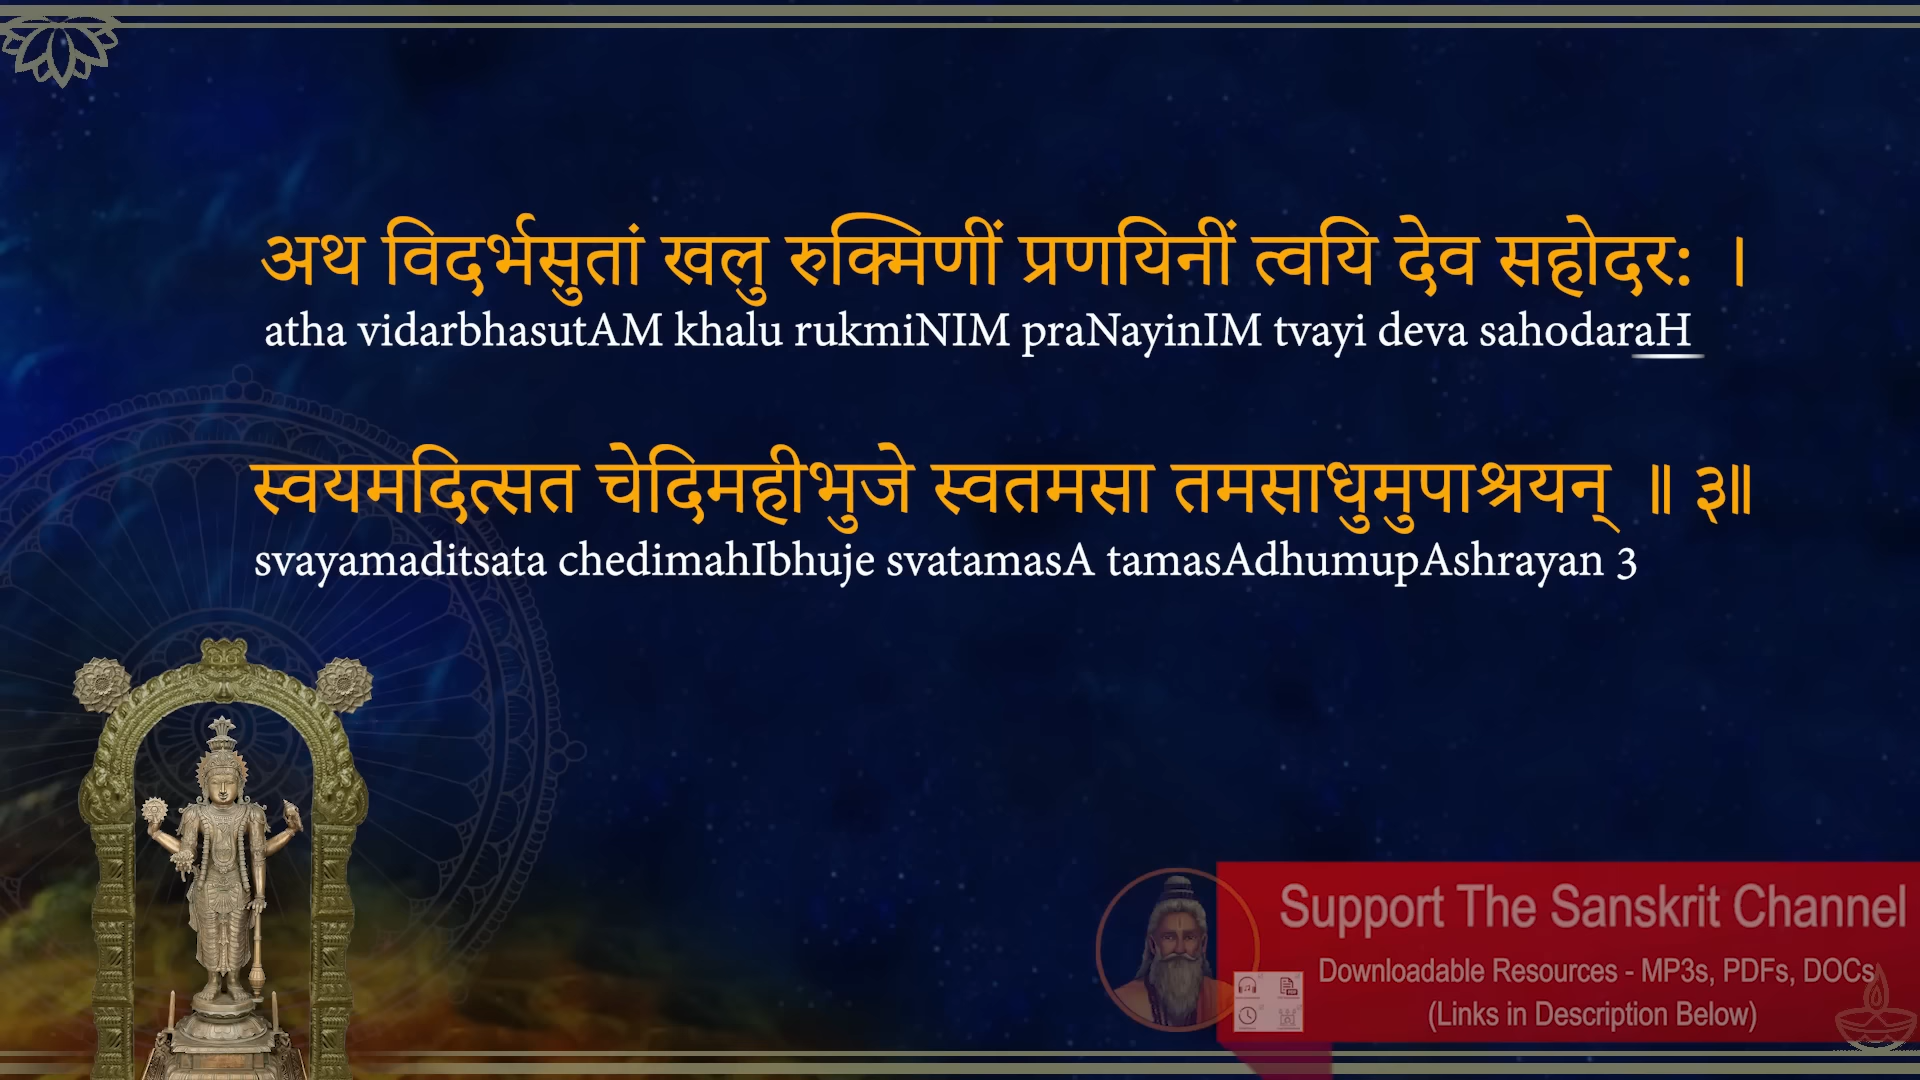 अथ विदर्भसुतां खलु रुक्मिणीं प्रणयिनीं त्वयि देव सहोदरः ।
atha vidarbhasutAM khalu rukmiNIM praNayinIM tvayi deva sahodaraH
स्वयमदित्सत चेदिमहीभुजे स्वतमसा तमसाधुमुपाश्रयन् ॥ ३॥
svayamaditsata chedimahIbhuje svatamasA tamasAdhumupAshrayan 3
Support The Sanskrit Channel
Downloadable Resources - MP3s, PDFs, DOCs
(Links in Description Below)